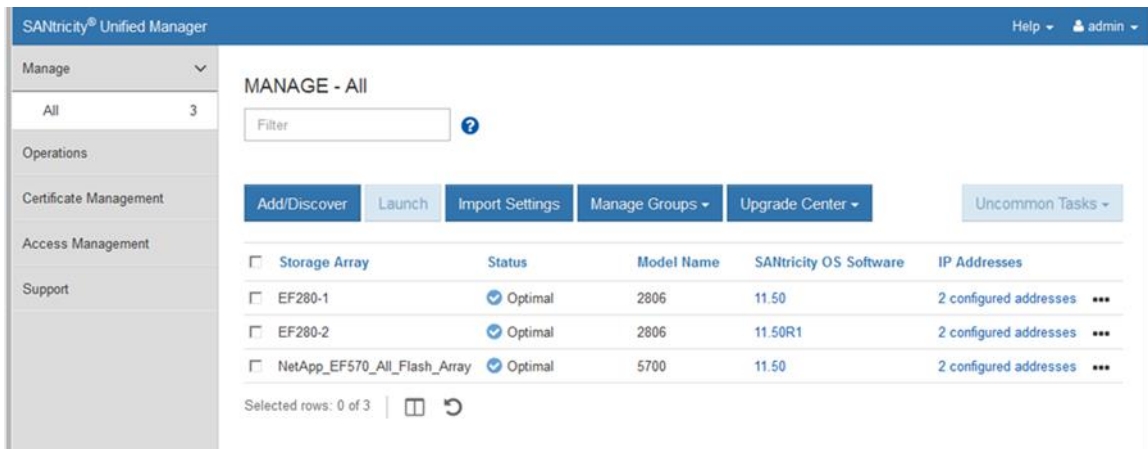 SANtricity® Unified Manager
Help
admin
Manage
All 3
Operations
Certificate Management
Access Management
Support
MANAGE - All
Filter
?
Add/Discover Launch Import Settings Manage Groups Upgrade Center Uncommon Tasks
Storage Array Status Model Name SANtricity OS Software IP Addresses
EF280-1 Optimal 2806 11.50 2 configured addresses •••
EF280-2 Optimal 2806 11.50R1 2 configured addresses •••
NetApp_EF570_All_Flash_Array Optimal 5700 11.50 2 configured addresses •••
Selected rows: 0 of 3